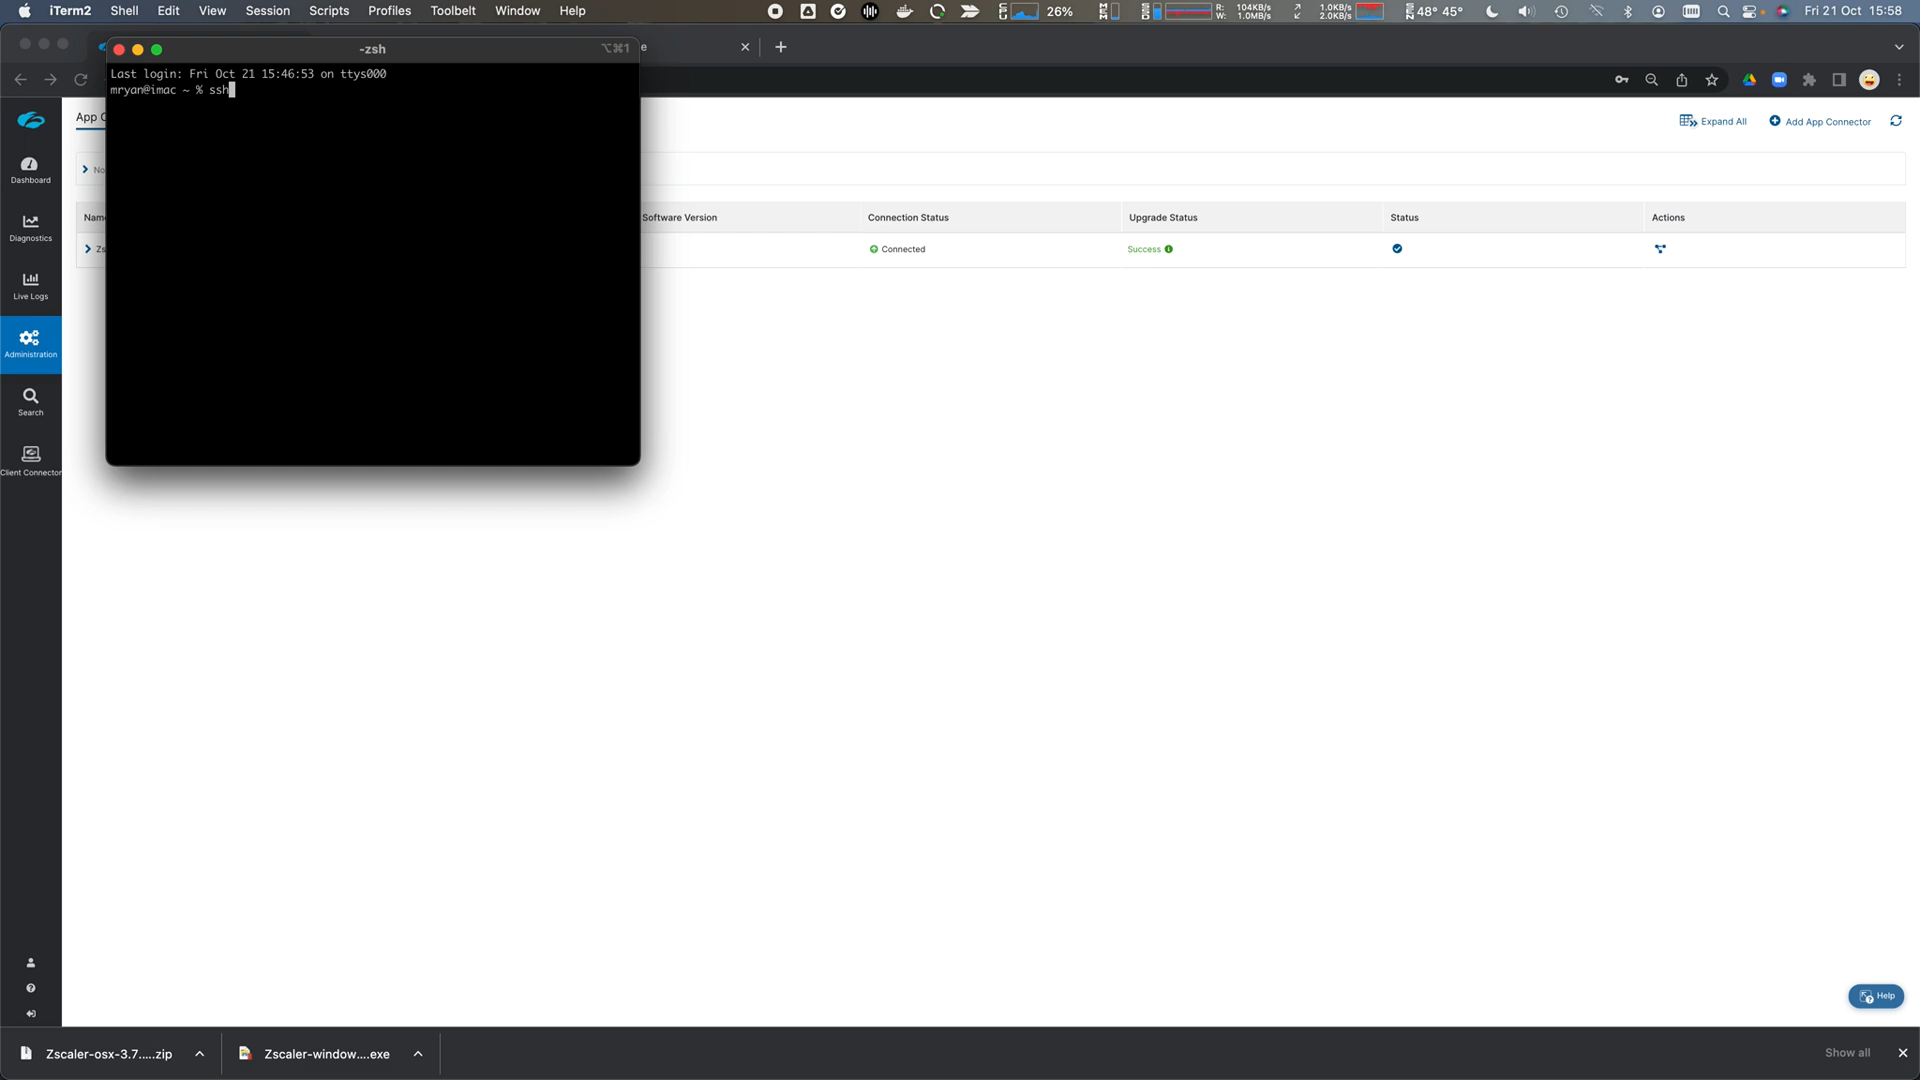 iTerm2 Shell Edit View Session Scripts Profiles Toolbelt Window Help
26%
R: 104KB/s
W: 1.0MB/s
1.0KB/s
2.0KB/s
48° 45°
Fri 21 Oct 15:58
-zsh
⌥⌘1
e
Last login: Fri Oct 21 15:46:53 on ttys000
mryan@imac ~ % ssh
App C
Expand All
Add App Connector
No
Name
Software Version
Connection Status
Upgrade Status
Status
Actions
Zs
Connected
Success
Dashboard
Diagnostics
Live Logs
Administration
Search
Client Connector
Help
Zscaler-osx-3.7.....zip
Zscaler-window....exe
Show all